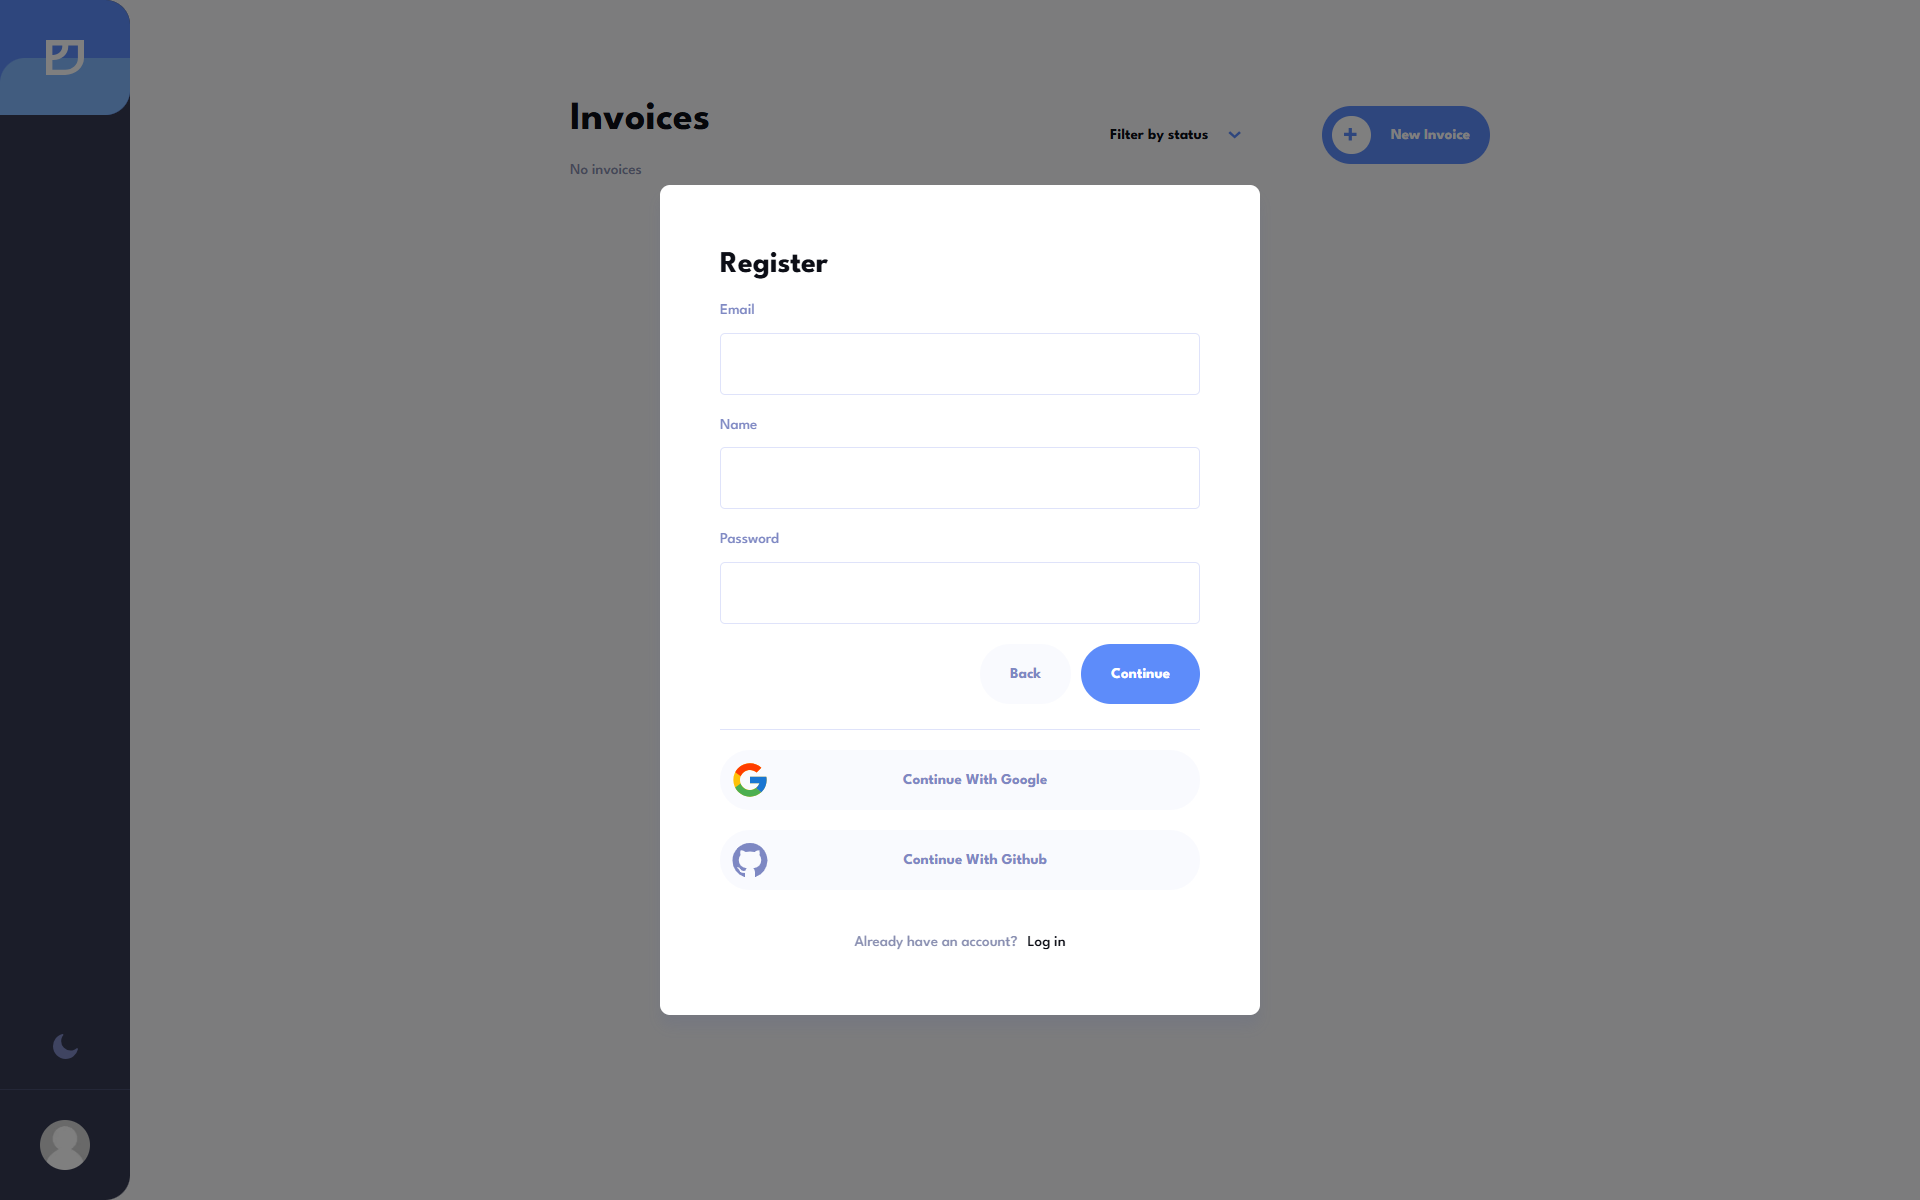 Invoices
No invoices
Filter by status
New Invoice
Register
Email
Name
Password
Back
Continue
Continue With Google
Continue With Github
Already have an account? Log in